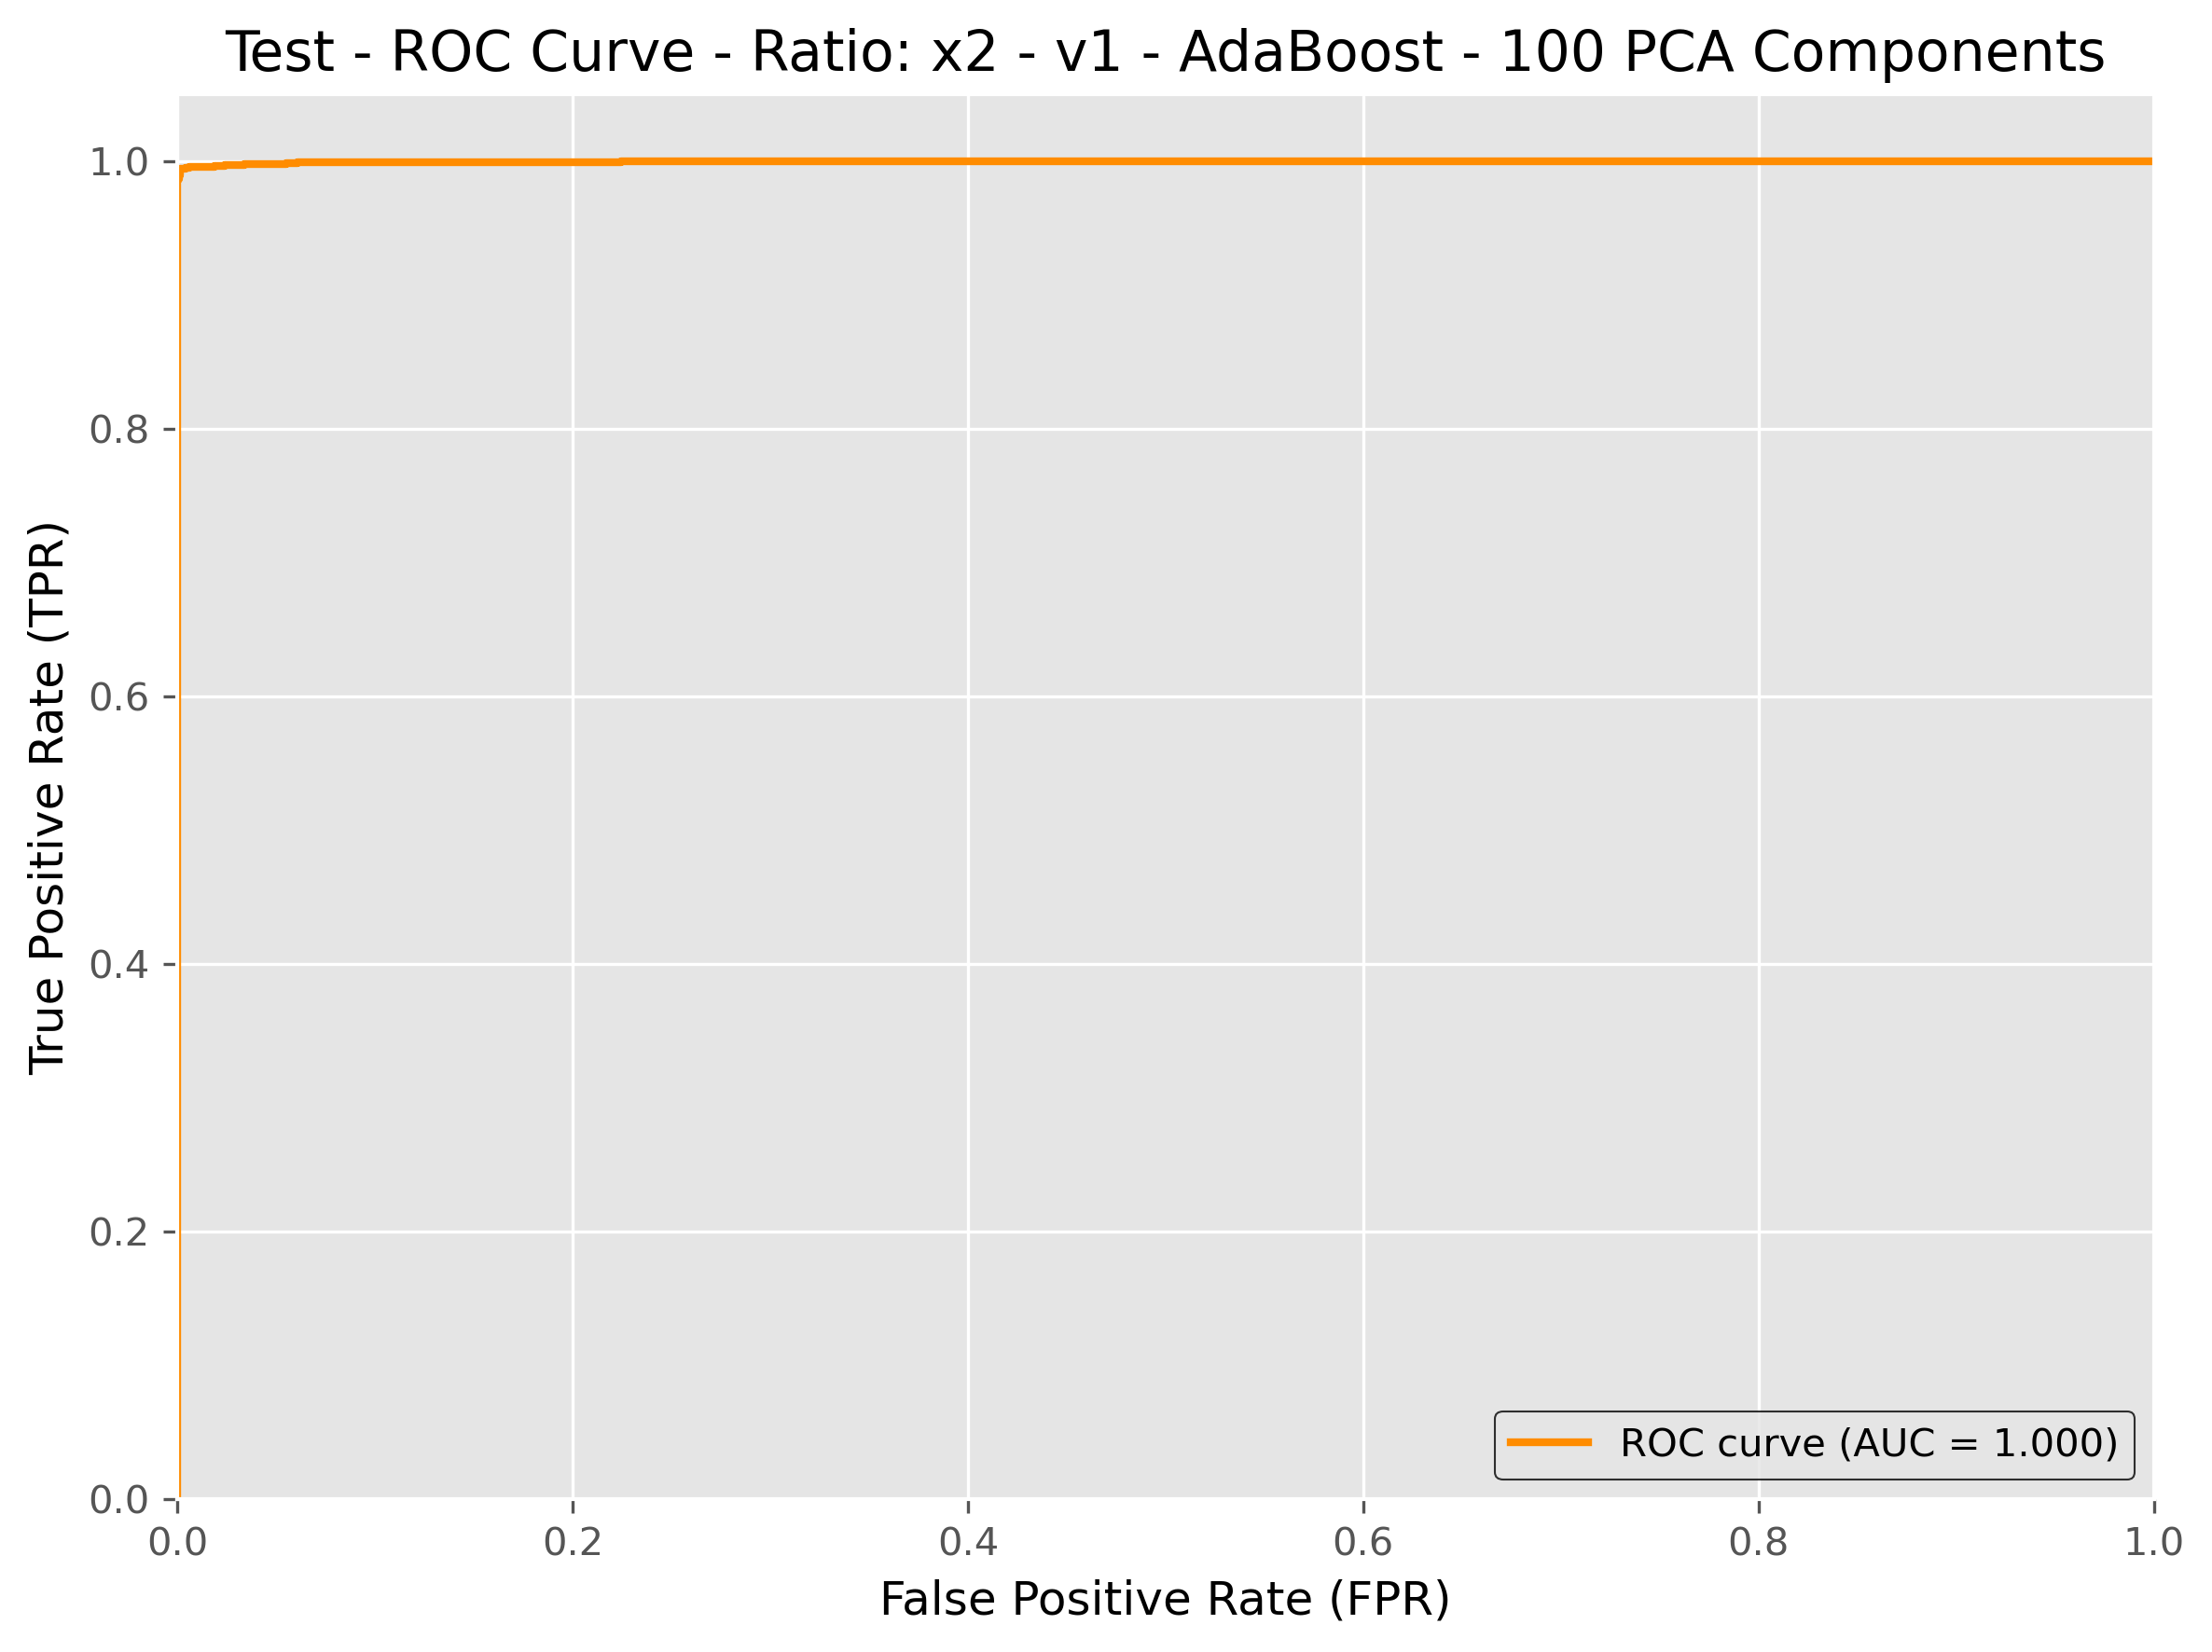 Test - ROC Curve - Ratio: x2 - v1 - AdaBoost - 100 PCA Components
True Positive Rate (TPR)
1.0
0.8
0.6
0.4
0.2
0.0
ROC curve (AUC = 1.000)
0.0 0.2 0.4 0.6 0.8 1.0
False Positive Rate (FPR)